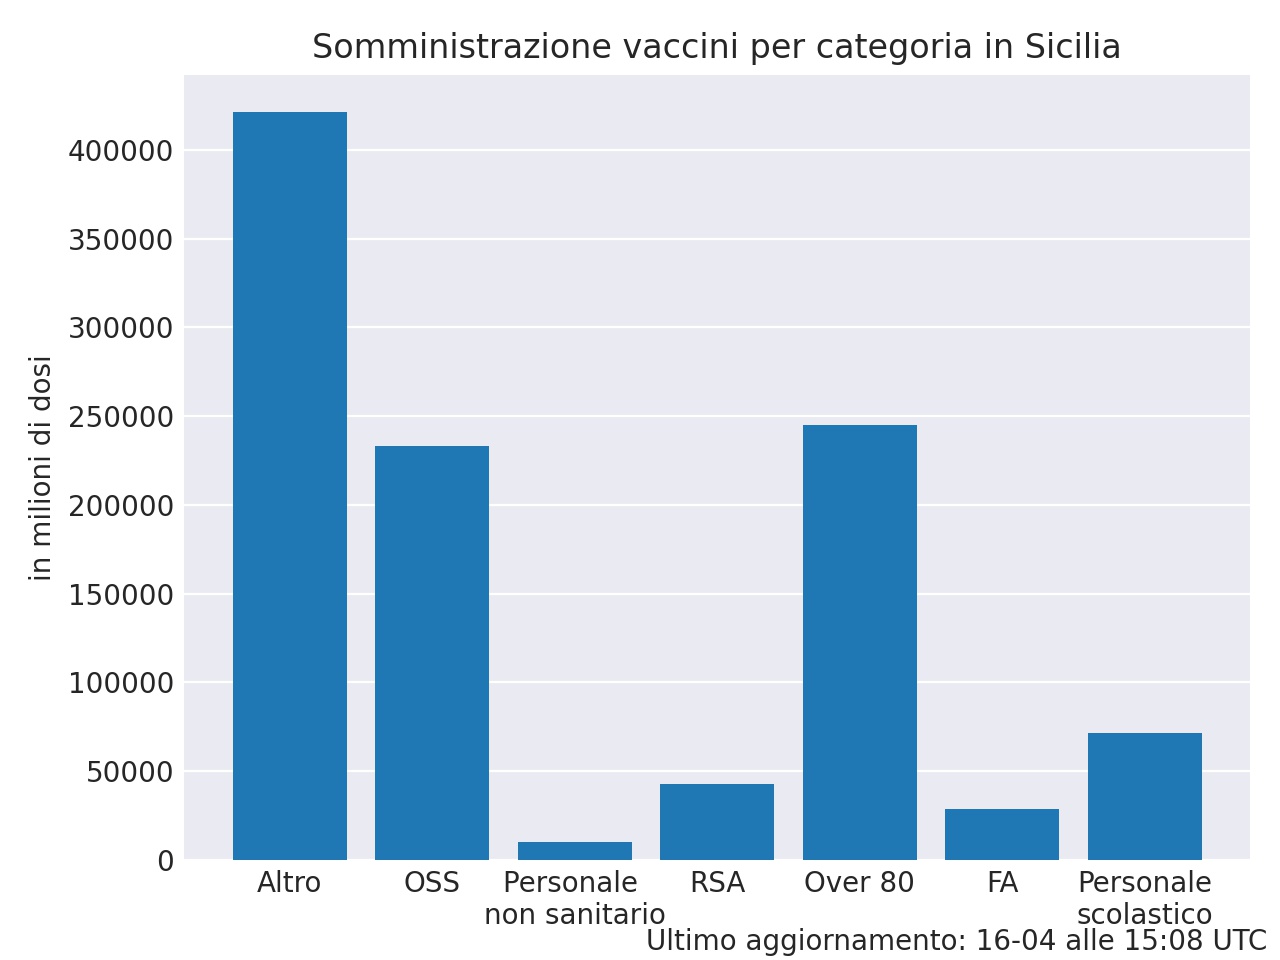 Somministrazione vaccini per categoria in Sicilia
in milioni di dosi
400000
350000
300000
250000
200000
150000
100000
50000
0
Altro
OSS
Personale
non sanitario
RSA
Over 80
FA
Personale
scolastico
Ultimo aggiornamento: 16-04 alle 15:08 UTC